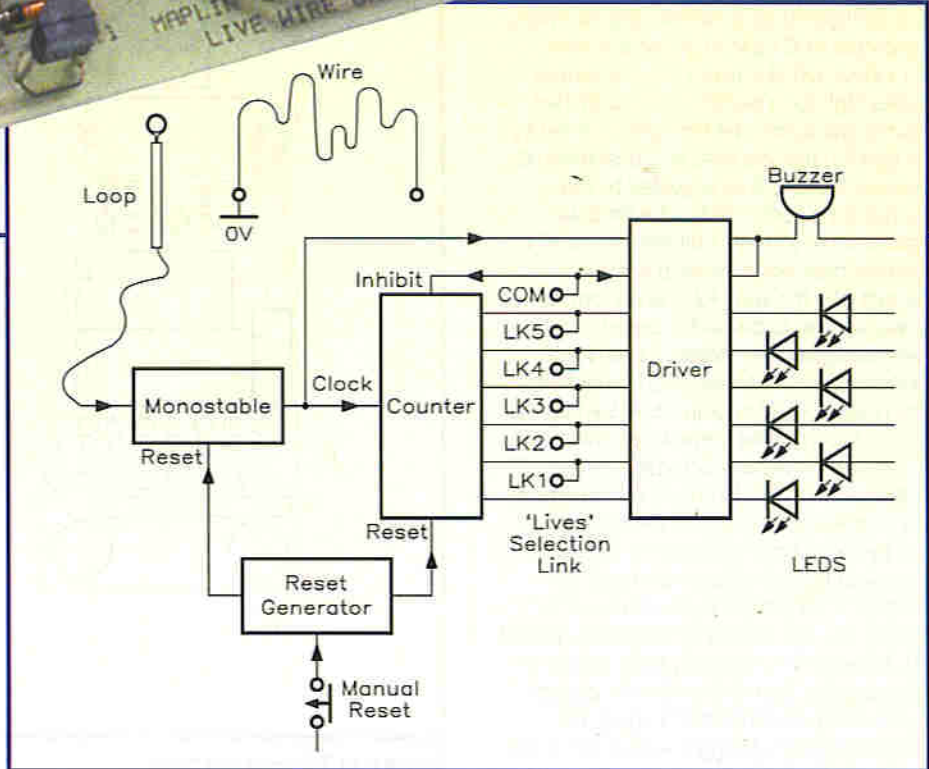 MAPLIN
LIVE WIRE
Wire
Loop
0V
Buzzer
Inhibit
COM
LK5
LK4
LK3
LK2
LK1
Clock
Monostable
Counter
Driver
Reset
Reset
'Lives'
Selection
Link
LEDS
Reset
Generator
Manual
Reset